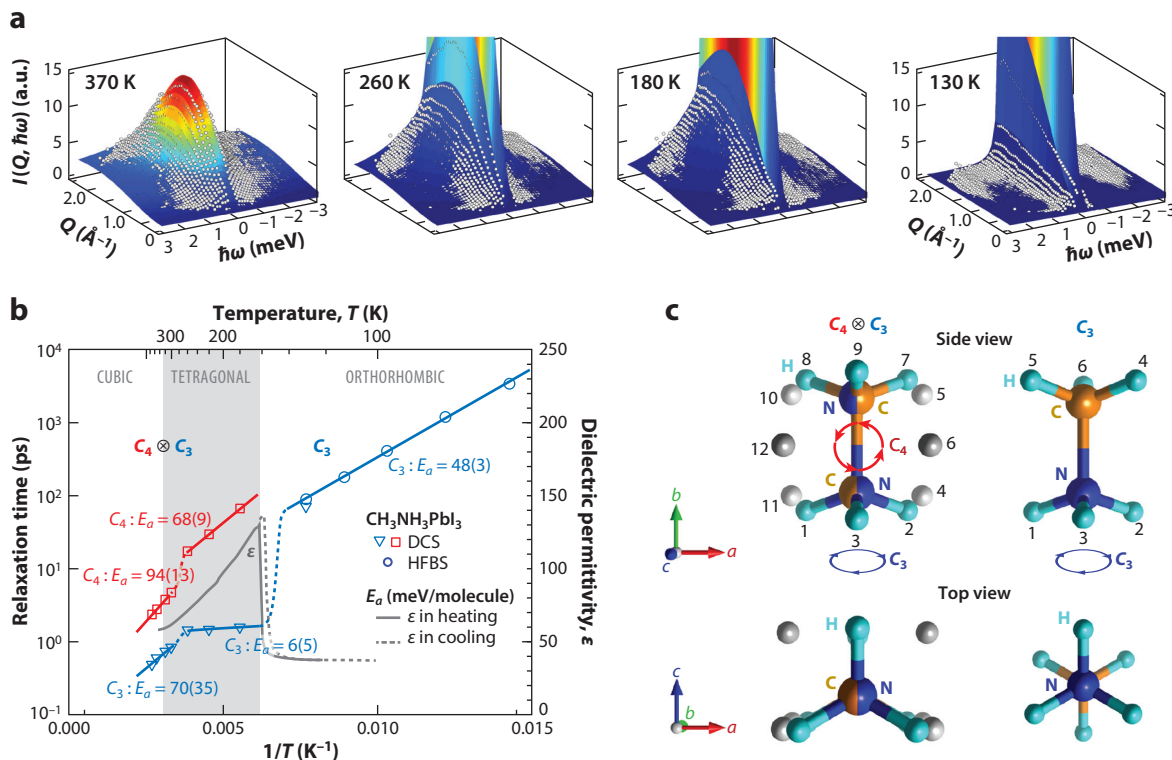 a
370 K
260 K
180 K
130 K
I(Q, ħω) (a.u.)
15
10
5
0
2.0
1.0
0
Q (Å⁻¹)
3
2
1
0
−1
−2
−3
ħω (meV)
15
10
5
0
2.0
1.0
0
Q (Å⁻¹)
3
2
1
0
−1
−2
−3
ħω (meV)
b
Temperature, T (K)
300
200
100
CUBIC
TETRAGONAL
ORTHORHOMBIC
Relaxation time (ps)
10⁴
10³
10²
10¹
10⁰
10⁻¹
C₄ ⊗ C₃
C₃
C₃ : Eₐ = 48(3)
C₄ : Eₐ = 68(9)
C₄ : Eₐ = 94(13)
ε
C₃ : Eₐ = 6(5)
C₃ : Eₐ = 70(35)
CH₃NH₃PbI₃
DCS
HFBS
Eₐ (meV/molecule)
ε in heating
ε in cooling
250
200
150
100
50
0
Dielectric permittivity, ε
0.000
0.005
0.010
0.015
1/T (K⁻¹)
c
C₄ ⊗ C₃
Side view
C₃
9
8
7
H
10
N
C
5
12
C₄
6
C
N
11
4
1
3
2
C₃
5
6
4
H
C
N
1
3
2
C₃
b
a
c
Top view
H
C
N
H
N
c
b
a